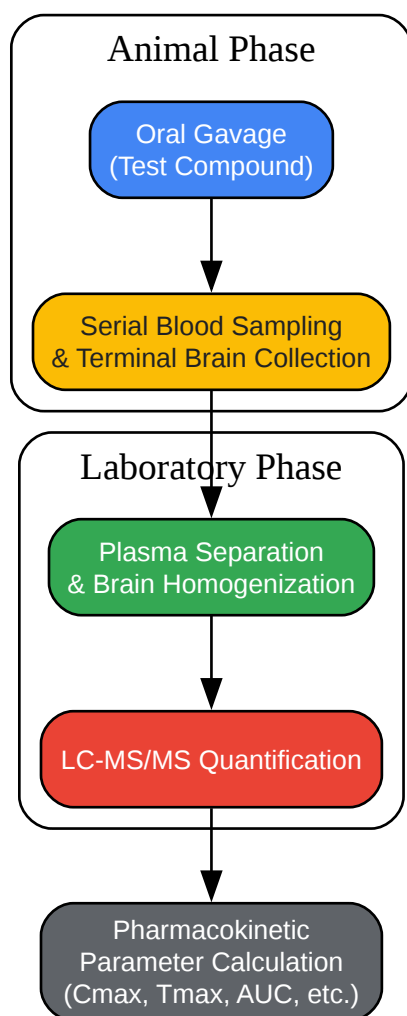 Animal Phase
Oral Gavage
(Test Compound)
Serial Blood Sampling
& Terminal Brain Collection
Laboratory Phase
Plasma Separation
& Brain Homogenization
LC-MS/MS Quantification
Pharmacokinetic
Parameter Calculation
(Cmax, Tmax, AUC, etc.)